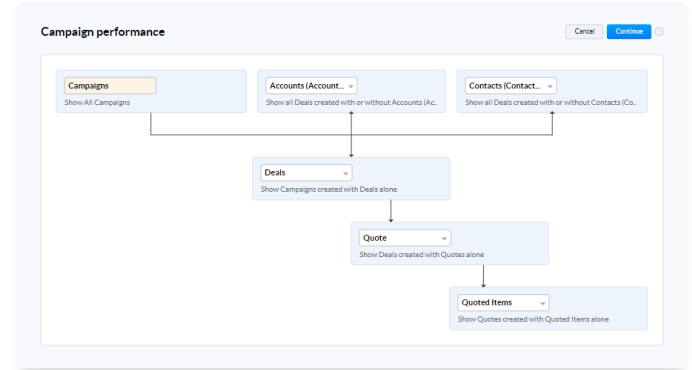 Campaign performance
Cancel
Continue
?
Campaigns
Show All Campaigns
Accounts (Account...
Show all Deals created with or without Accounts (Ac..
Contacts (Contact...
Show all Deals created with or without Contacts (Co..
Deals
Show Campaigns created with Deals alone
Quote
Show Deals created with Quotes alone
Quoted Items
Show Quotes created with Quoted Items alone